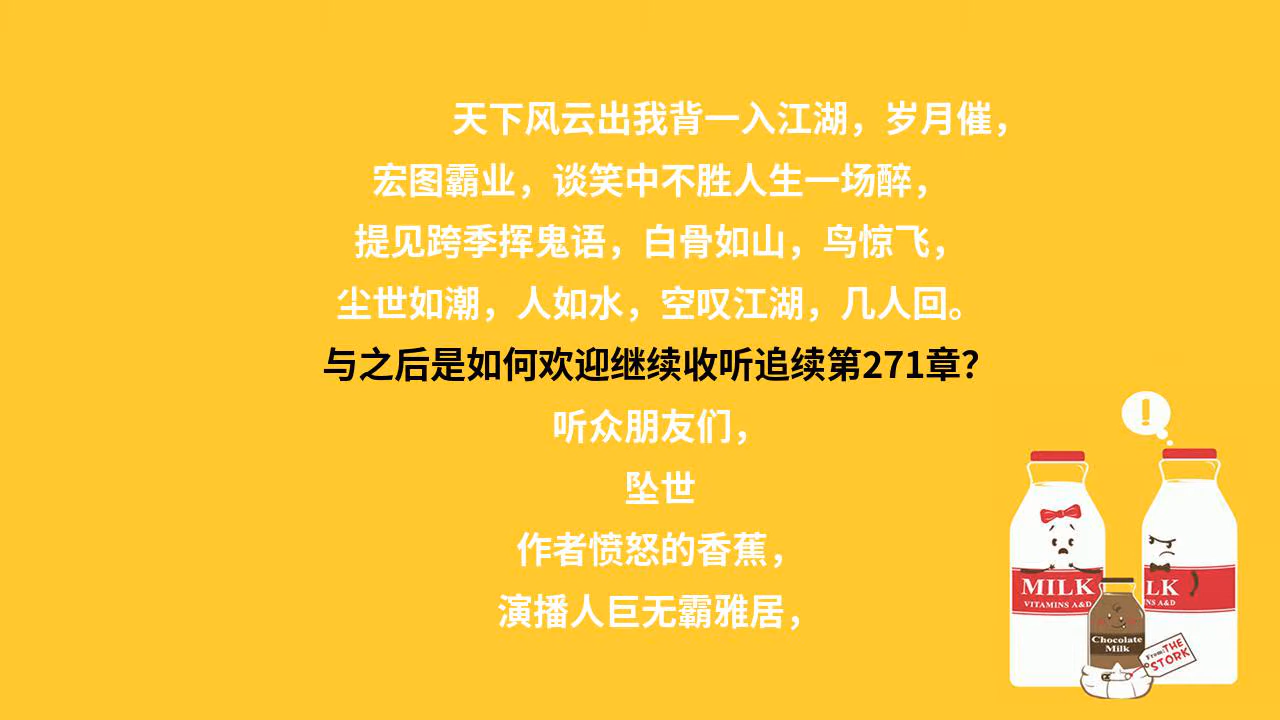 天下风云出我背一入江湖，岁月催，
宏图霸业，谈笑中不胜人生一场醉，
提见跨季挥鬼语，白骨如山，鸟惊飞，
尘世如潮，人如水，空叹江湖，几人回。
与之后是如何欢迎继续收听追续第271章？
听众朋友们，
坠世
作者愤怒的香蕉，
演播人巨无霸雅居，
!
MILK
VITAMINS A&D
LK
NS A&D
Chocolate
Milk
From: THE
STORK